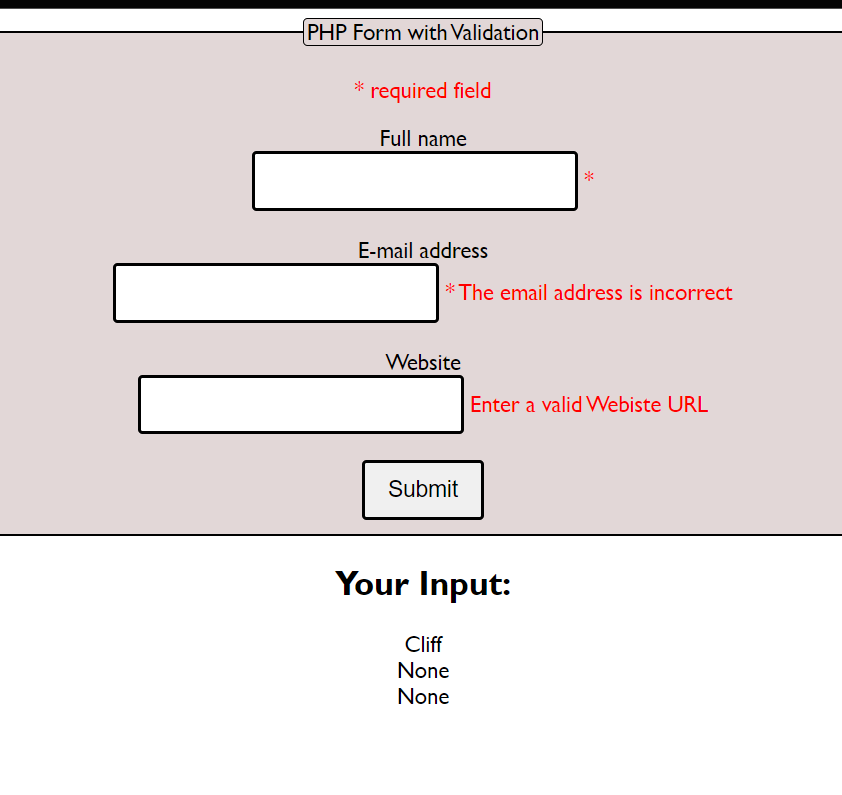 PHP Form with Validation
* required field
Full name
*
E-mail address
* The email address is incorrect
Website
Enter a valid Webiste URL
Submit
Your Input:
Cliff
None
None